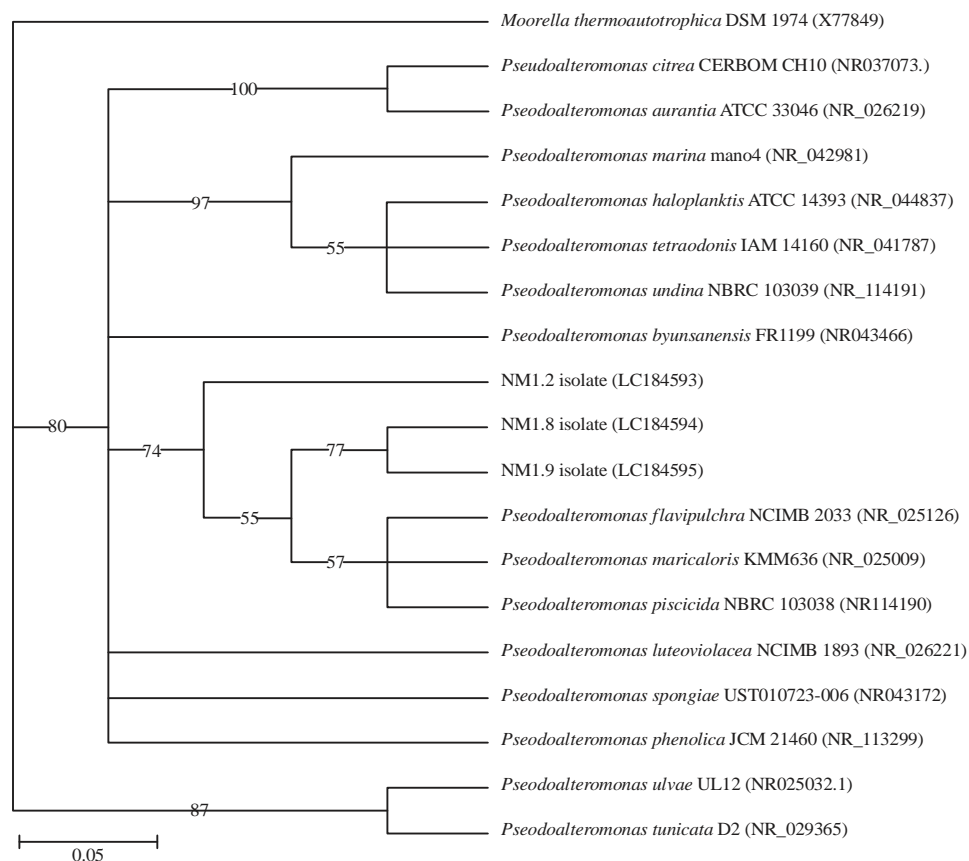 Moorella thermoautotrophica DSM 1974 (X77849)
Pseudoalteromonas citrea CERBOM CH10 (NR037073.)
100
Pseodoalteromonas aurantia ATCC 33046 (NR_026219)
Pseodoalteromonas marina mano4 (NR_042981)
97
Pseodoalteromonas haloplanktis ATCC 14393 (NR_044837)
55
Pseodoalteromonas tetraodonis IAM 14160 (NR_041787)
Pseodoalteromonas undina NBRC 103039 (NR_114191)
Pseodoalteromonas byunsanensis FR1199 (NR043466)
NM1.2 isolate (LC184593)
80
NM1.8 isolate (LC184594)
74
77
NM1.9 isolate (LC184595)
55
Pseodoalteromonas flavipulchra NCIMB 2033 (NR_025126)
57
Pseodoalteromonas maricaloris KMM636 (NR_025009)
Pseodoalteromonas piscicida NBRC 103038 (NR114190)
Pseodoalteromonas luteoviolacea NCIMB 1893 (NR_026221)
Pseodoalteromonas spongiae UST010723-006 (NR043172)
Pseodoalteromonas phenolica JCM 21460 (NR_113299)
Pseodoalteromonas ulvae UL12 (NR025032.1)
87
Pseodoalteromonas tunicata D2 (NR_029365)
0.05